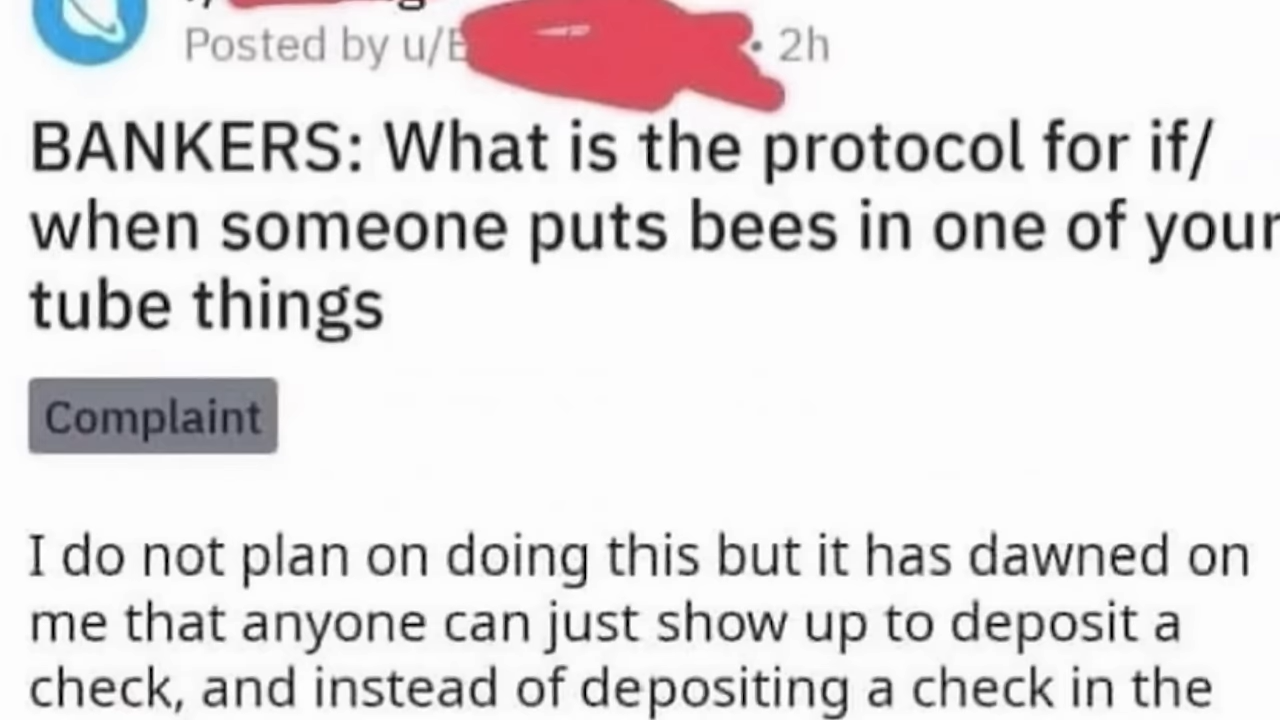 Posted by u/E • 2h
BANKERS: What is the protocol for if/
when someone puts bees in one of your
tube things
Complaint
I do not plan on doing this but it has dawned on
me that anyone can just show up to deposit a
check, and instead of depositing a check in the